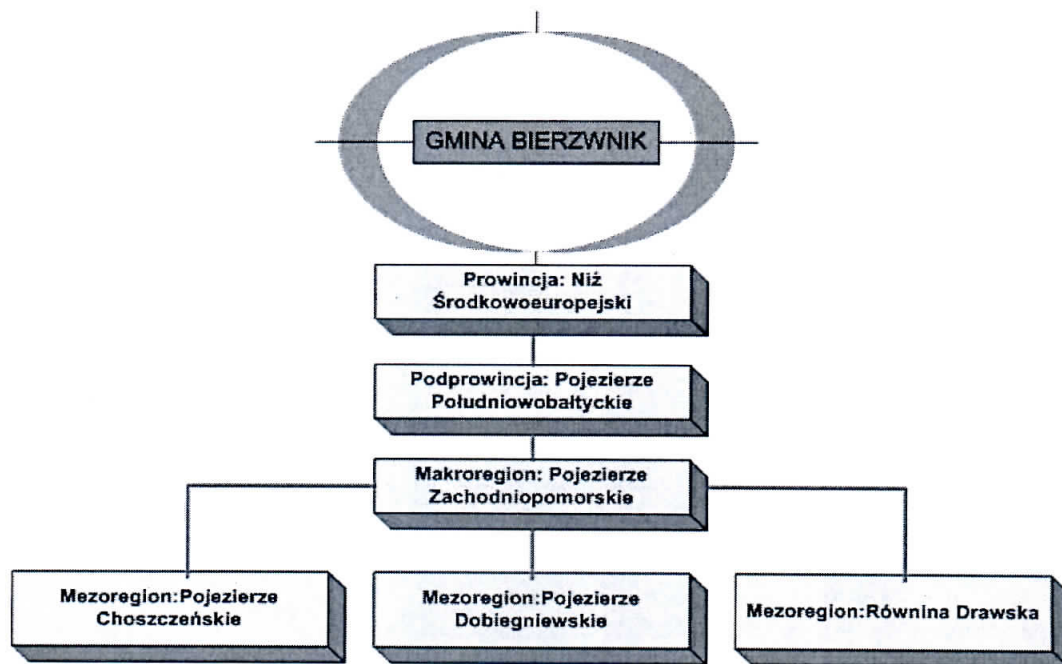 GMINA BIERZWNIK
Prowincja: Niż
Środkowoeuropejski
Podprowincja: Pojezierze
Południowobałtyckie
Makroregion: Pojezierze
Zachodniopomorskie
Mezoregion:Pojezierze
Choszczeńskie
Mezoregion:Pojezierze
Dobiegniewskie
Mezoregion:Równina Drawska